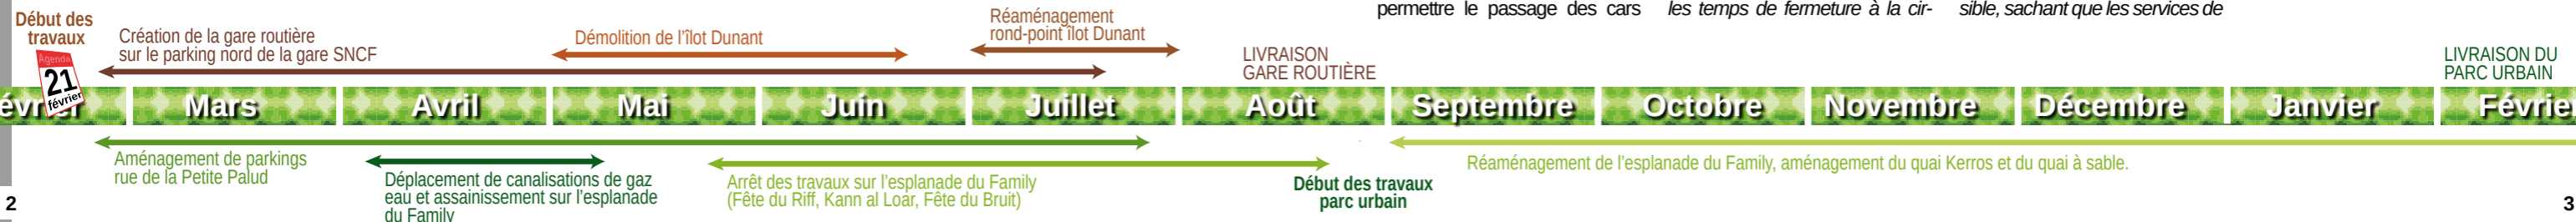 permettre le passage des cars
les temps de fermeture à la cir-
sible, sachant que les services de
Début des
travaux
Agenda
21
février
Création de la gare routière
sur le parking nord de la gare SNCF
Démolition de l'îlot Dunant
Réaménagement
rond-point îlot Dunant
LIVRAISON
GARE ROUTIÈRE
LIVRAISON DU
PARC URBAIN
évrier
Mars
Avril
Mai
Juin
Juillet
Août
Septembre
Octobre
Novembre
Décembre
Janvier
Févrie
Aménagement de parkings
rue de la Petite Palud
Déplacement de canalisations de gaz
eau et assainissement sur l'esplanade
du Family
Arrêt des travaux sur l'esplanade du Family
(Fête du Riff, Kann al Loar, Fête du Bruit)
Début des travaux
parc urbain
Réaménagement de l'esplanade du Family, aménagement du quai Kerros et du quai à sable.
2
3